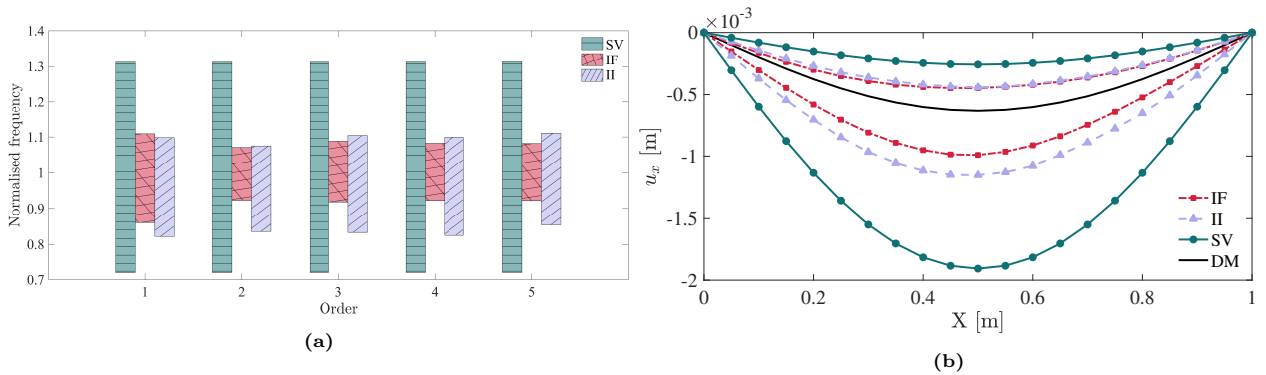 1.4
1.3
1.2
1.1
1
0.9
0.8
0.7
Normalised frequency
1 2 3 4 5
Order
SV
IF
II
(a)
×10⁻³
0
-0.5
-1
-1.5
-2
uₓ [m]
0 0.2 0.4 0.6 0.8 1
X [m]
IF
II
SV
DM
(b)